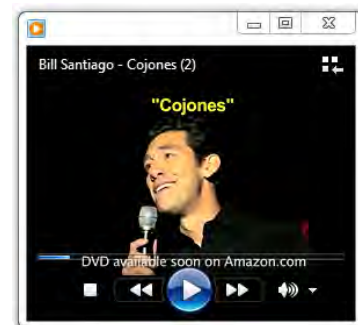 Bill Santiago - Cojones (2)
"Cojones"
DVD available soon on Amazon.com